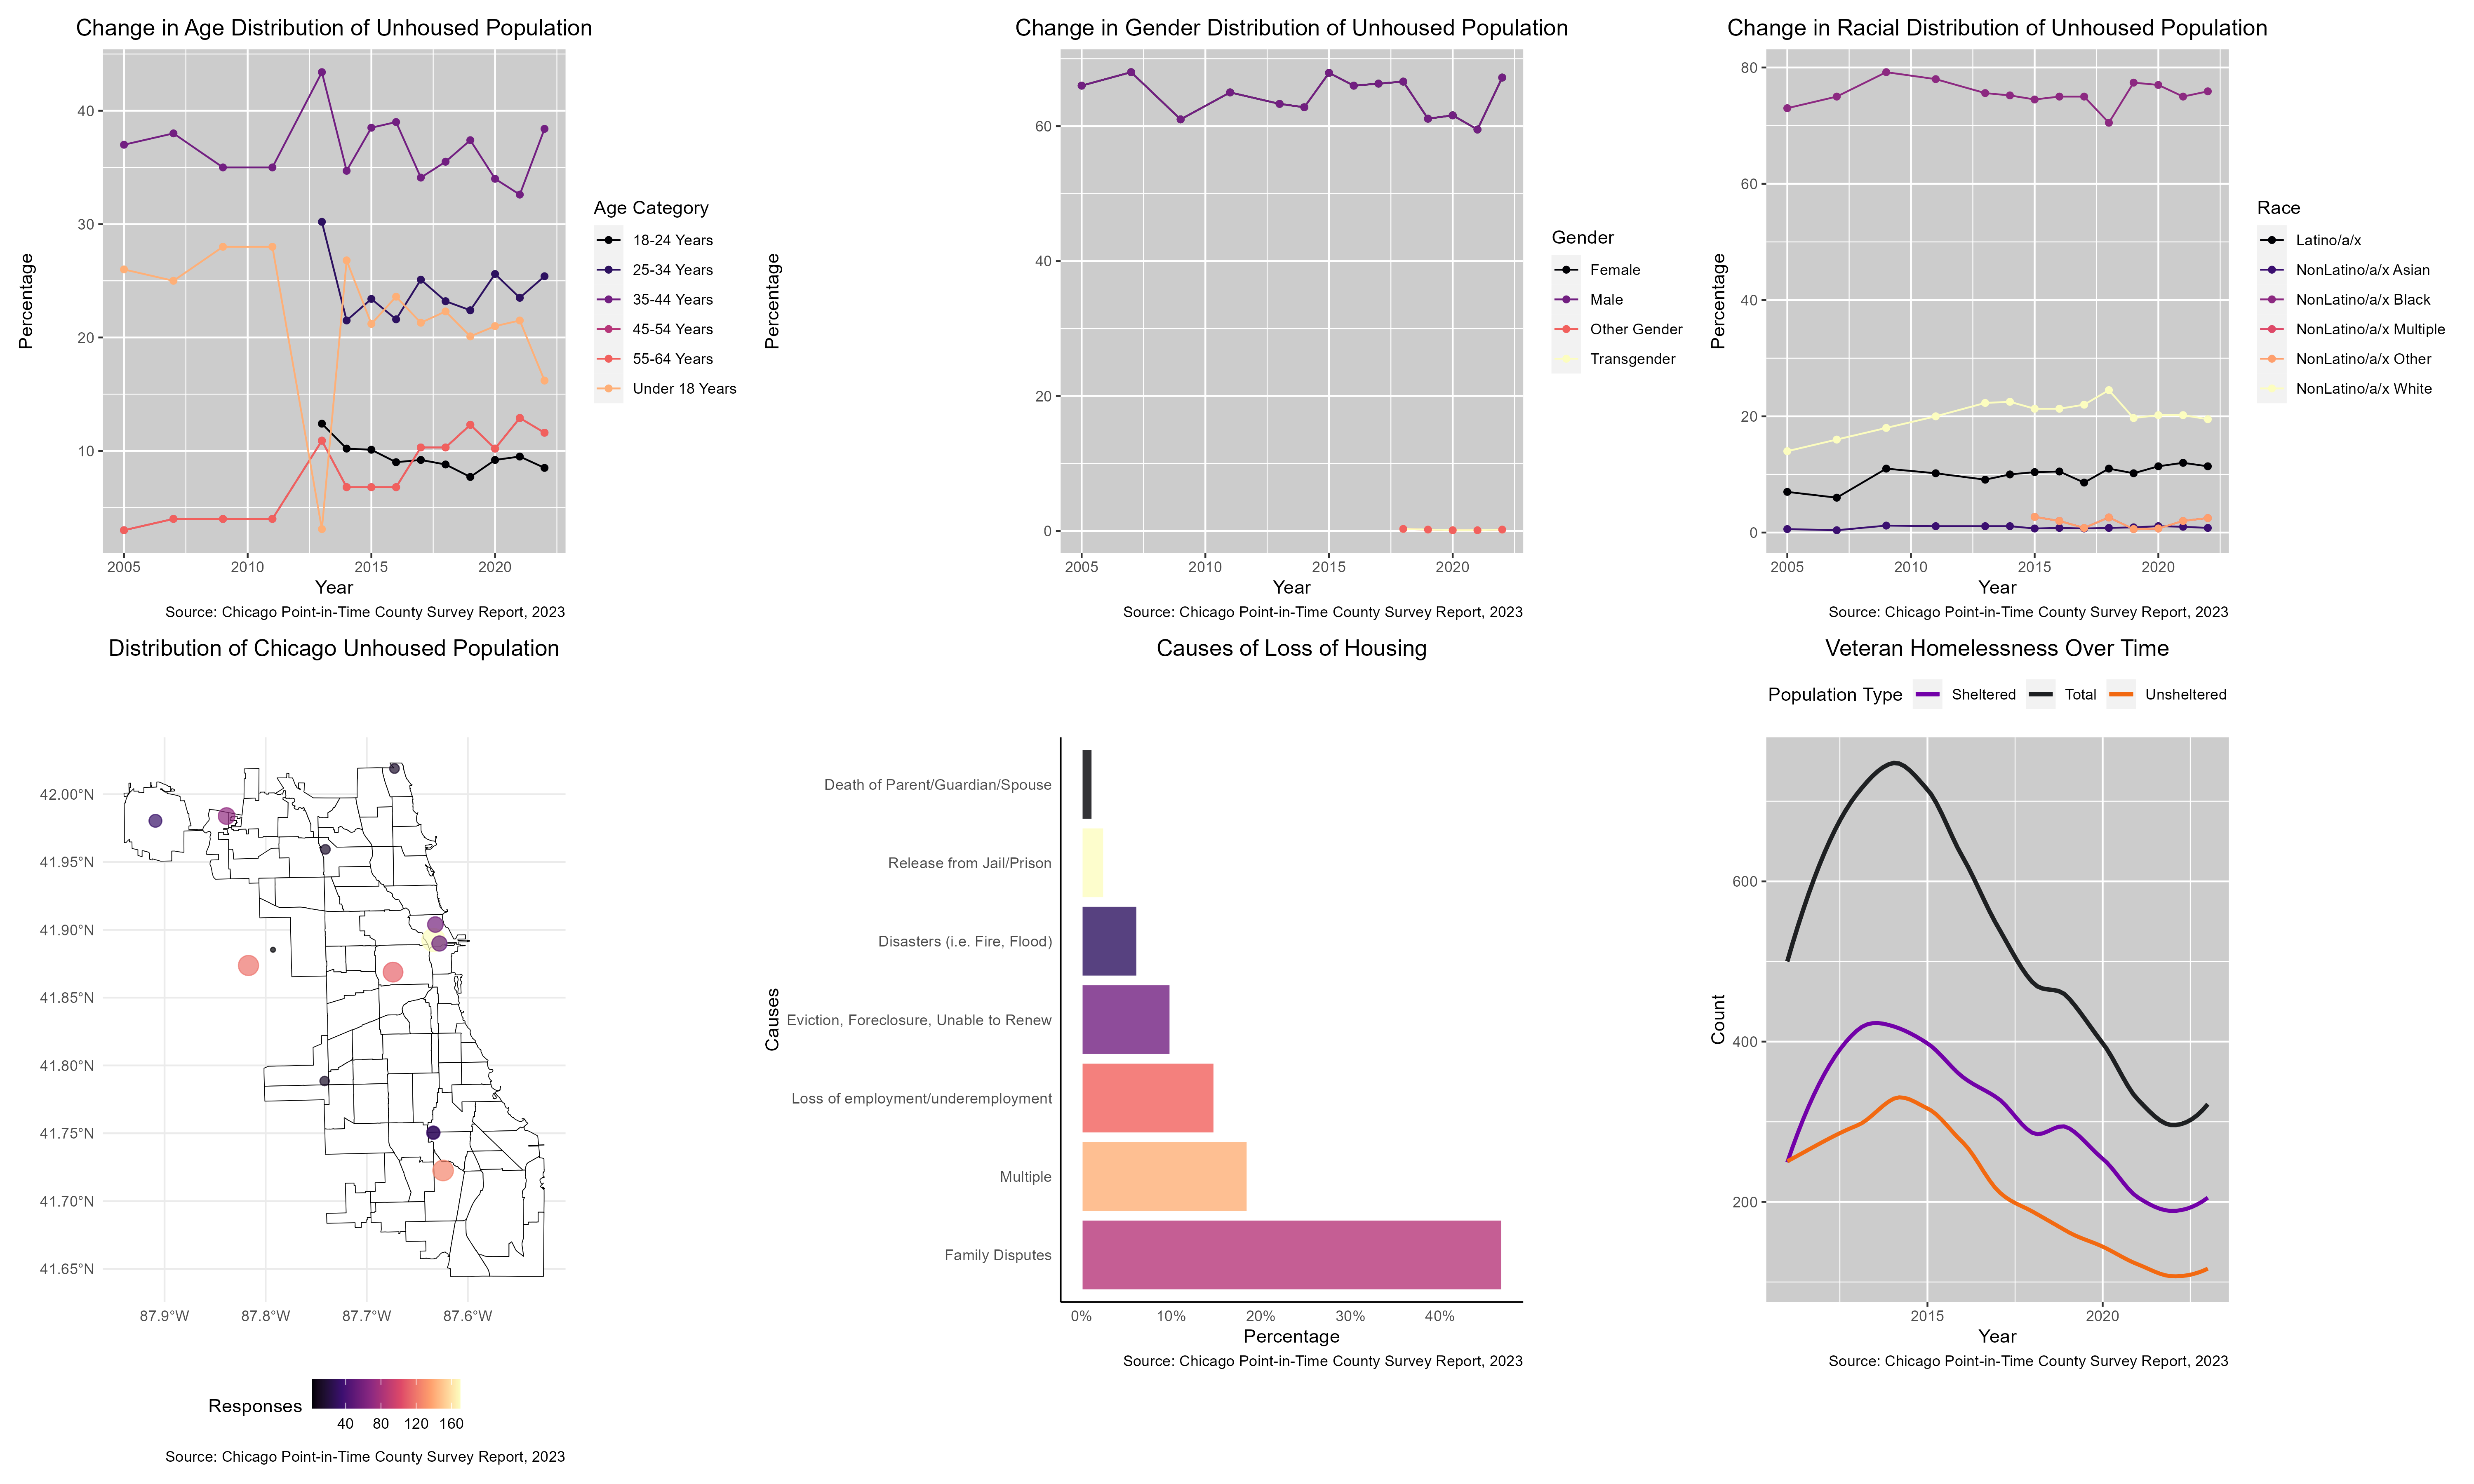 Change in Age Distribution of Unhoused Population
40
30
20
10
Percentage
2005 2010 2015 2020
Year
Source: Chicago Point-in-Time County Survey Report, 2023
Age Category
18-24 Years
25-34 Years
35-44 Years
45-54 Years
55-64 Years
Under 18 Years
Change in Gender Distribution of Unhoused Population
60
40
20
0
Percentage
2005 2010 2015 2020
Year
Source: Chicago Point-in-Time County Survey Report, 2023
Gender
Female
Male
Other Gender
Transgender
Change in Racial Distribution of Unhoused Population
80
60
40
20
0
Percentage
2005 2010 2015 2020
Year
Source: Chicago Point-in-Time County Survey Report, 2023
Race
Latino/a/x
NonLatino/a/x Asian
NonLatino/a/x Black
NonLatino/a/x Multiple
NonLatino/a/x Other
NonLatino/a/x White
Distribution of Chicago Unhoused Population
42.00°N
41.95°N
41.90°N
41.85°N
41.80°N
41.75°N
41.70°N
41.65°N
87.9°W 87.8°W 87.7°W 87.6°W
Responses
40 80 120 160
Source: Chicago Point-in-Time County Survey Report, 2023
Causes of Loss of Housing
Causes
Death of Parent/Guardian/Spouse
Release from Jail/Prison
Disasters (i.e. Fire, Flood)
Eviction, Foreclosure, Unable to Renew
Loss of employment/underemployment
Multiple
Family Disputes
0% 10% 20% 30% 40%
Percentage
Source: Chicago Point-in-Time County Survey Report, 2023
Veteran Homelessness Over Time
Population Type Sheltered Total Unsheltered
600
400
200
Count
2015 2020
Year
Source: Chicago Point-in-Time County Survey Report, 2023